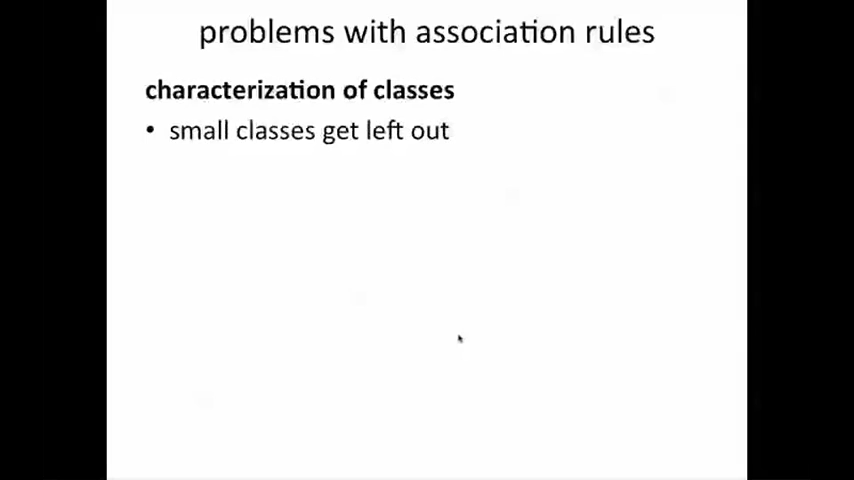 problems with association rules
characterization of classes
• small classes get left out